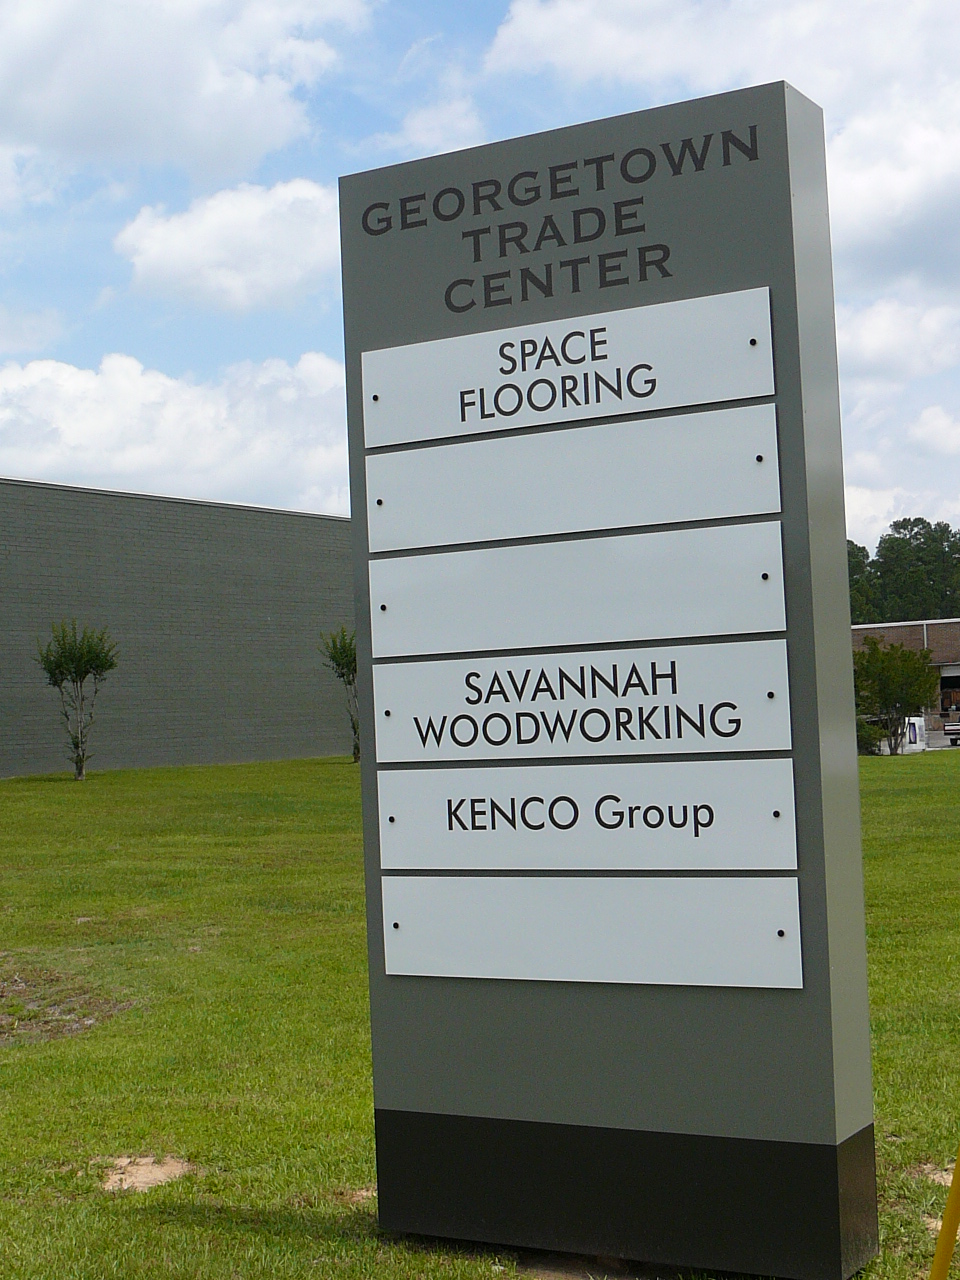 GEORGETOWN
TRADE
CENTER
SPACE
FLOORING
SAVANNAH
WOODWORKING
KENCO Group